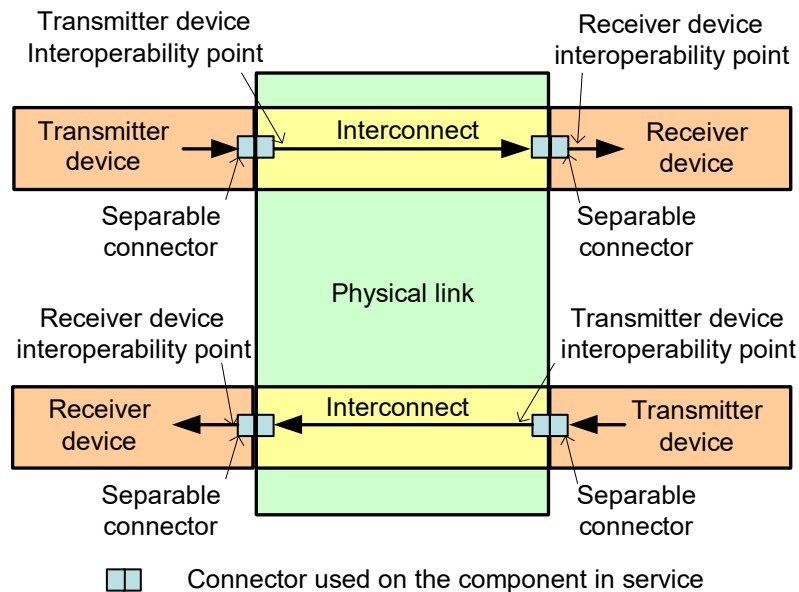 Transmitter device
Interoperability point
Receiver device
interoperability point
Transmitter
device
Interconnect
Receiver
device
Separable
connector
Separable
connector
Physical link
Receiver device
interoperability point
Transmitter device
interoperability point
Receiver
device
Interconnect
Transmitter
device
Separable
connector
Separable
connector
Connector used on the component in service